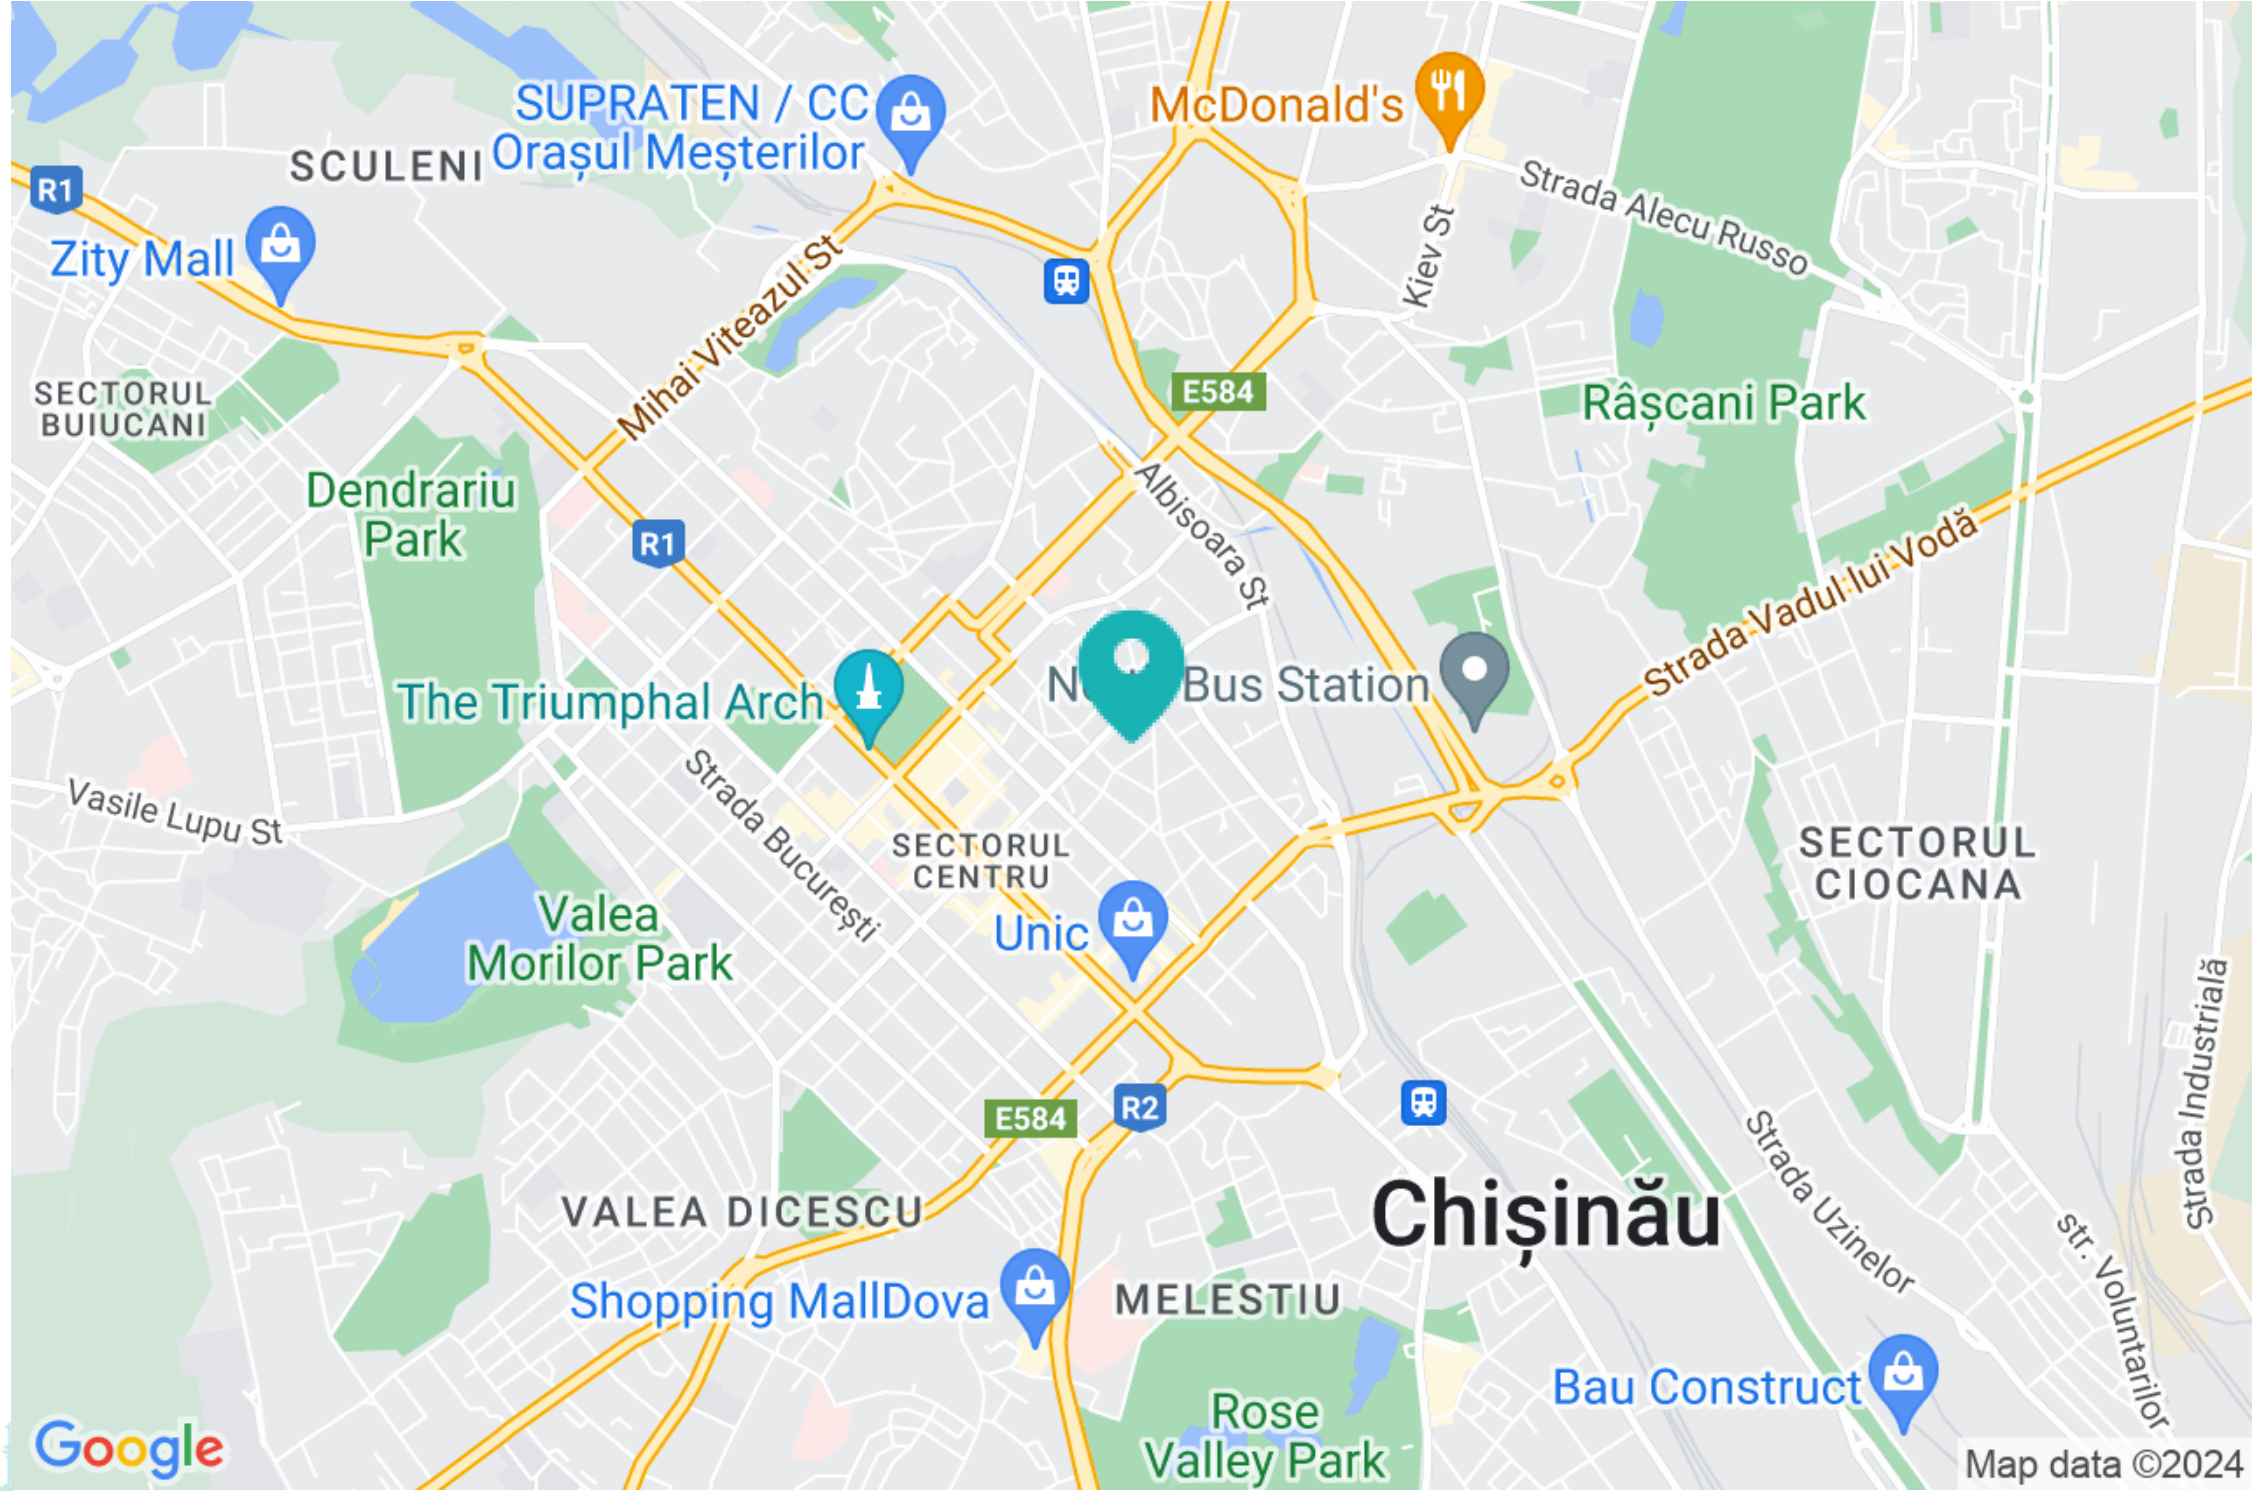 SUPRATEN / CC
Orașul Meșterilor
McDonald's
SCULENI
R1
Zity Mall
Strada Alecu Russo
Kiev St
Mihai Viteazul St
SECTORUL
BUIUCANI
E584
Râșcani Park
Dendrariu
Park
R1
Albisoara St
Strada Vadul lui Vodă
The Triumphal Arch
Bus Station
Strada București
Vasile Lupu St
SECTORUL
CENTRU
SECTORUL
CIOCANA
Valea
Morilor Park
Unic
Strada Industrială
E584
R2
Strada Uzinelor
Chișinău
VALEA DICESCU
str. Voluntarilor
Shopping MallDova
MELESTIU
Bau Construct
Rose
Valley Park
Google
Map data ©2024